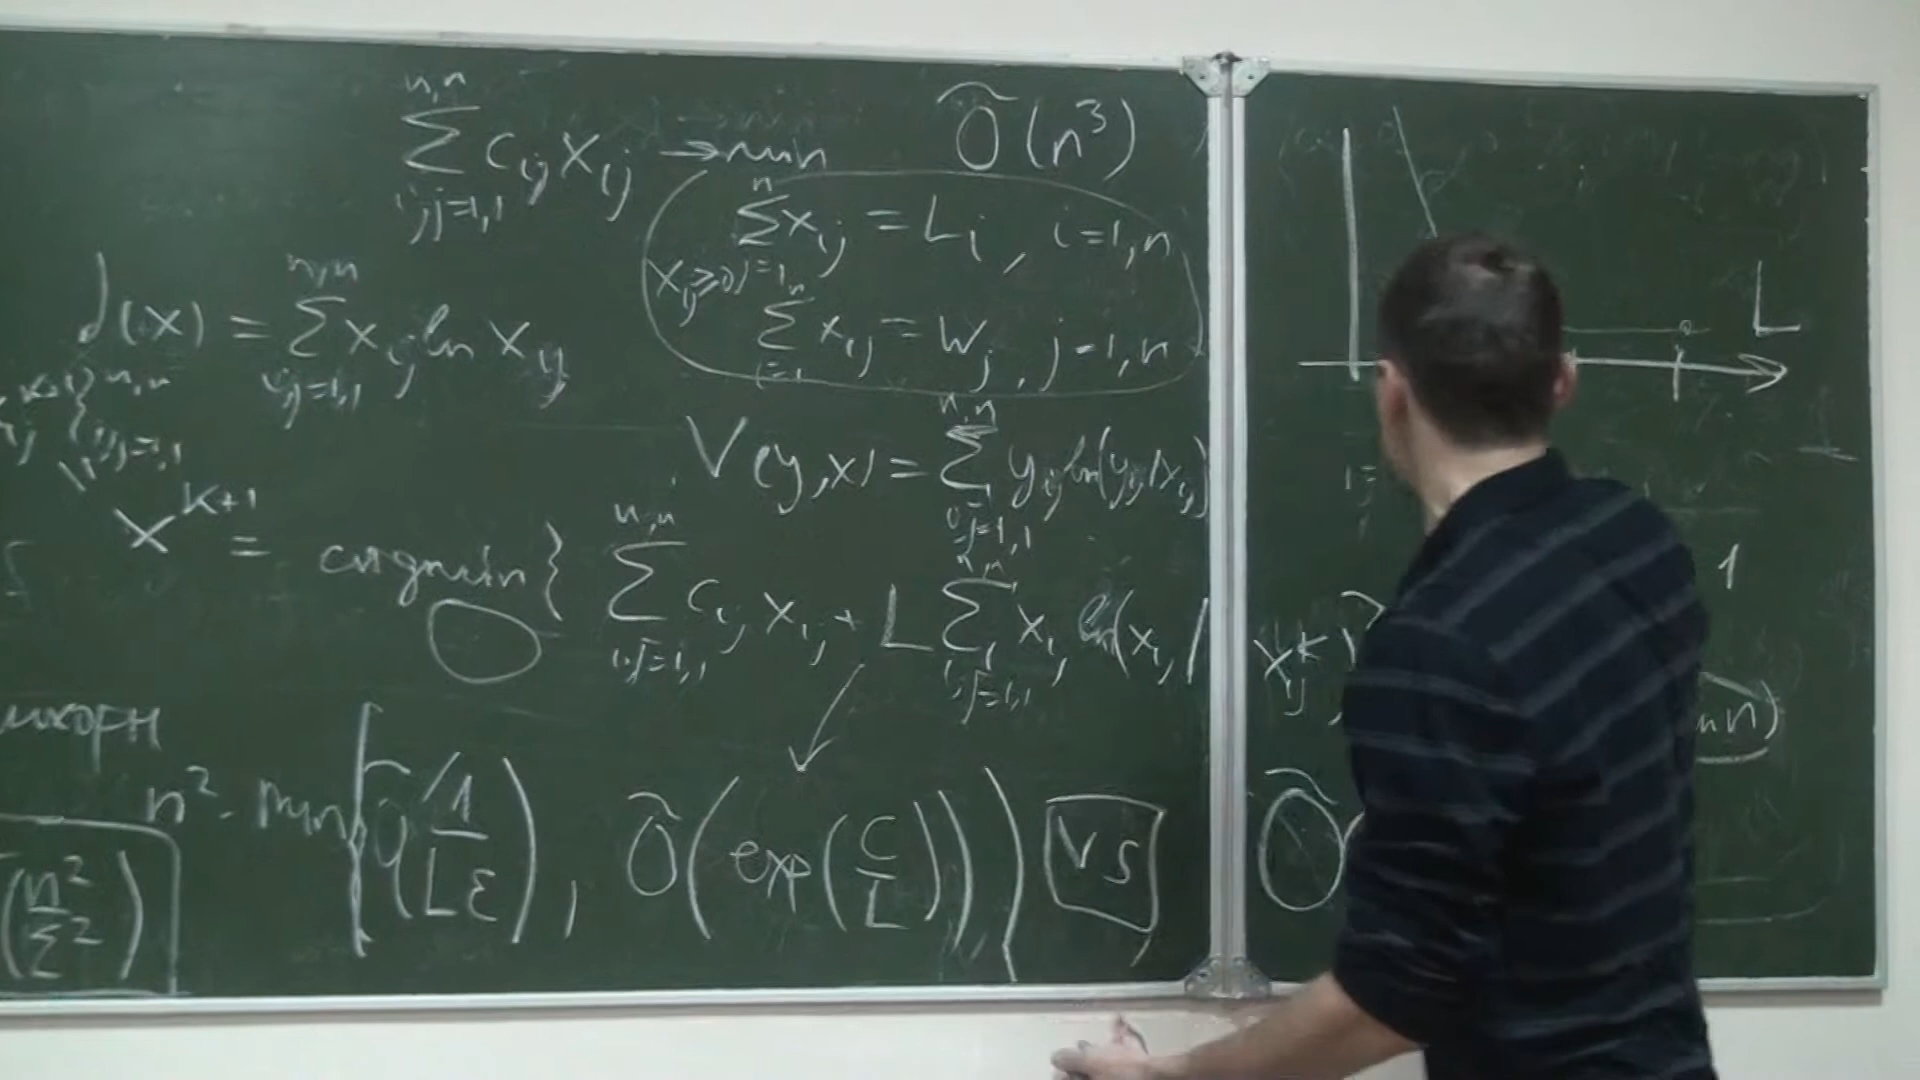 n,n
∑ c_ij x_ij → min Õ(n³)
i,j=1,1
n
∑ x_ij = L_i , i=1,n
j=1
x_ij ≥ 0
n
∑ x_ij = W_j , j=1,n
i=1
L
n,n
d(x) = ∑ x_ij ln x_ij
i,j=1,1
n,n
V(y,x) = ∑ y_ij ln(y_ij/x_ij)
i,j=1,1
1
n,n n,n
x^{k+1} = argmin { ∑ c_ij x_ij + L ∑ x_ij ln(x_ij / x_ij^k)
i,j=1,1 i,j=1,1
n² · min { Õ(1/(Lε)), Õ(exp(C/L)) ) VS Õ(
(n²/ε²)